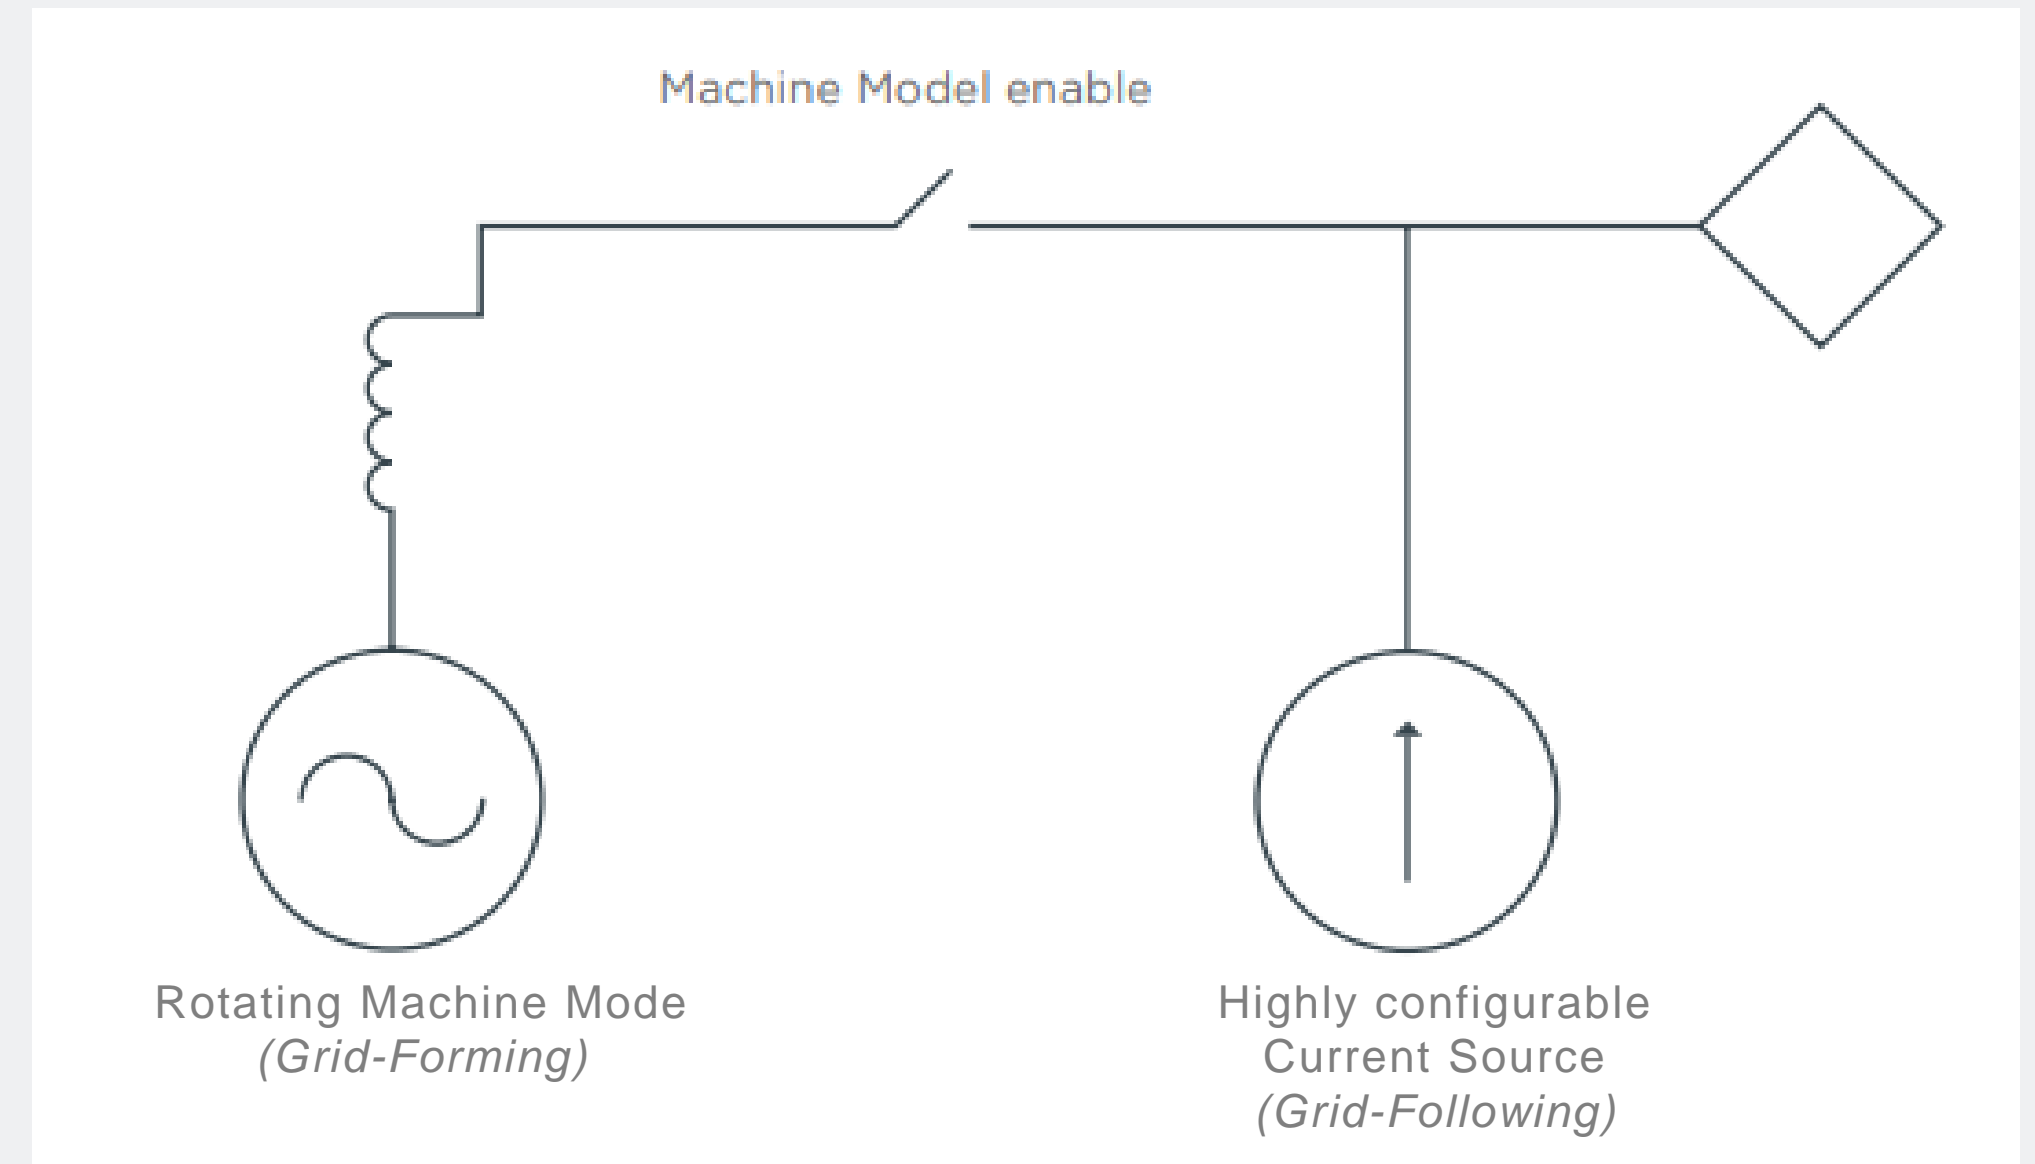 Machine Model enable
Rotating Machine Mode
(Grid-Forming)
Highly configurable
Current Source
(Grid-Following)